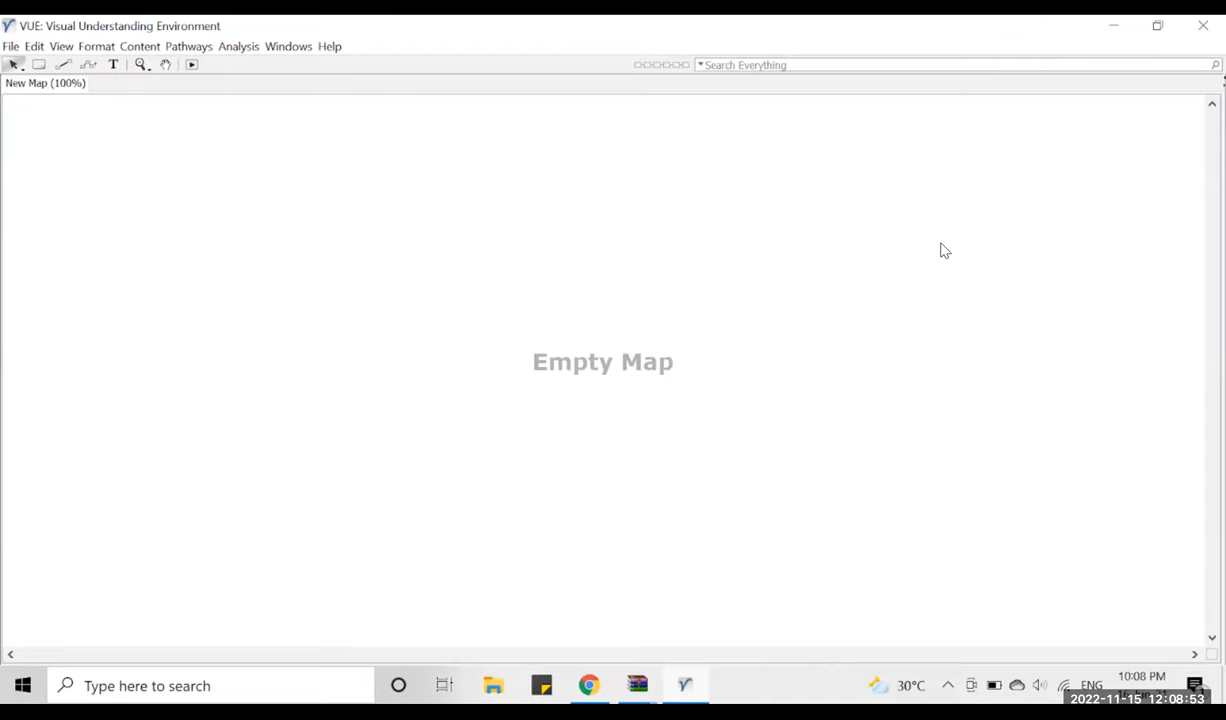 VUE: Visual Understanding Environment
File Edit View Format Content Pathways Analysis Windows Help
T Search Everything
New Map (100%)
Empty Map
Type here to search
30°C
ENG
10:08 PM
2022-11-15 12:08:53